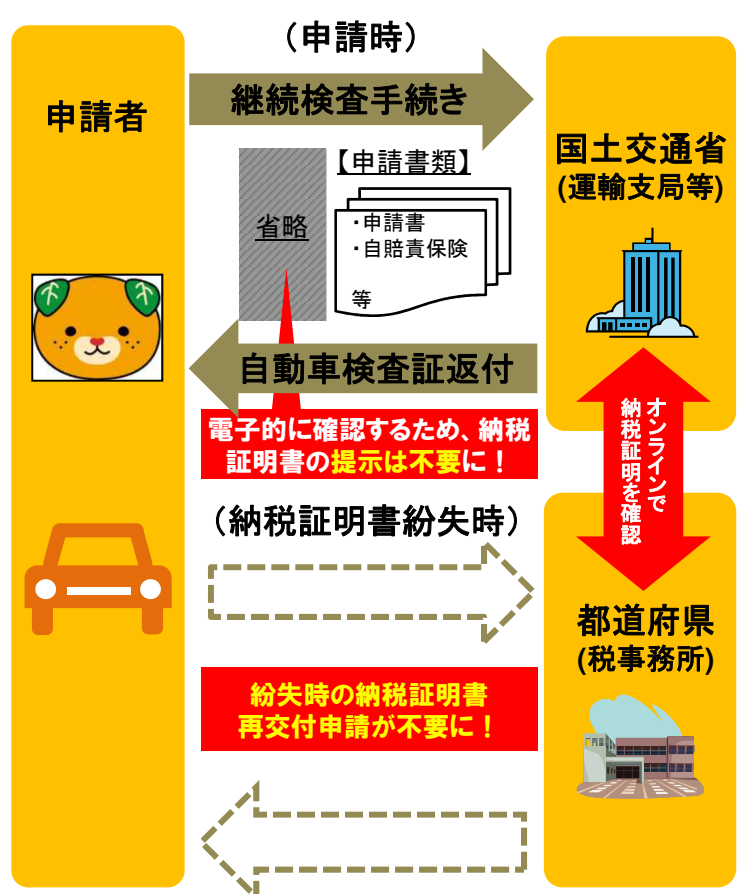 （申請時）
申請者
継続検査手続き
国土交通省
(運輸支局等)
【申請書類】
省略
・申請書
・自賠責保険
等
自動車検査証返付
電子的に確認するため、納税
証明書の提示は不要に！
オンラインで
納税証明を確認
（納税証明書紛失時）
都道府県
(税事務所)
紛失時の納税証明書
再交付申請が不要に！